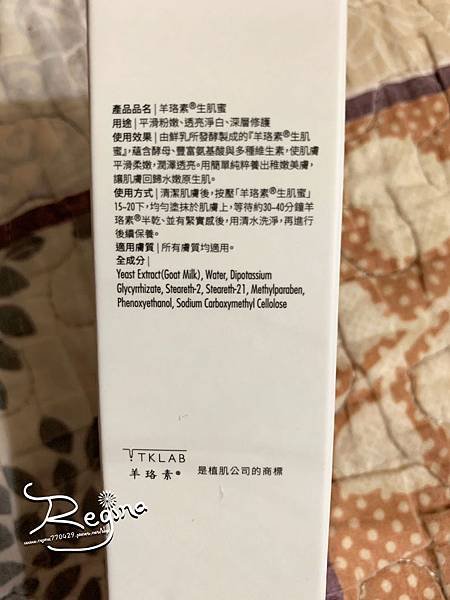 產品品名 | 羊珞素®生肌蜜
用途 | 平滑粉嫩、透亮淨白、深層修護
使用效果 | 由鮮乳所發酵製成的『羊珞素®生肌
蜜』，蘊含酵母、豐富氨基酸與多種維生素，使肌膚
平滑柔嫩，潤澤透亮。用簡單純粹養出稚嫩美膚，
讓肌膚回歸水嫩原生肌。
使用方式 | 清潔肌膚後，按壓「羊珞素®生肌蜜」
15-20下，均勻塗抹於肌膚上，等待約30-40分鐘羊
珞素®半乾、並有緊實感後，用清水洗淨，再進行
後續保養。
適用膚質 | 所有膚質均適用。
全成分 |
Yeast Extract(Goat Milk), Water, Dipotassium
Glycyrrhizate, Steareth-2, Steareth-21, Methylparaben,
Phenoxyethanol, Sodium Carboxymethyl Cellolose
TKLAB
羊珞素® 是植肌公司的商標
Regina